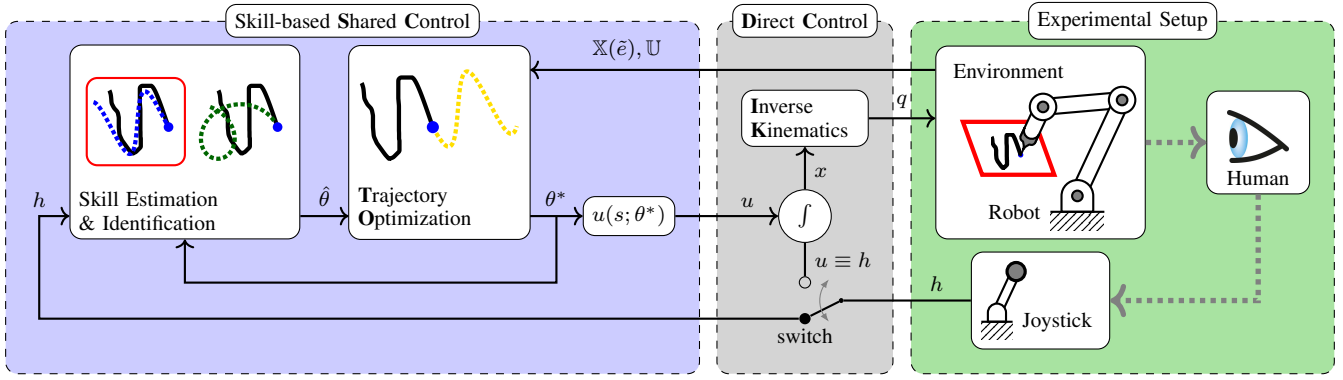 Skill-based Shared Control
Direct Control
Experimental Setup
𝕏(ẽ), 𝕌
Skill Estimation
& Identification
h
θ̂
Trajectory
Optimization
θ*
u(s; θ*)
u
Inverse
Kinematics
q
x
∫
u ≡ h
switch
Environment
Robot
Human
h
Joystick